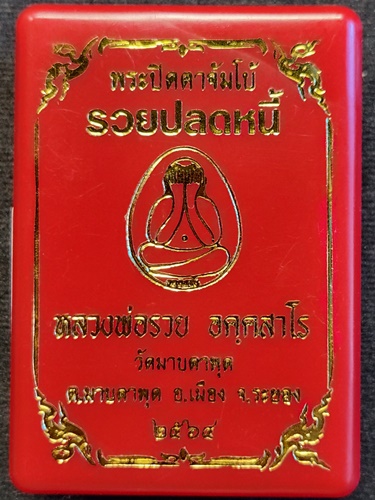 พระปิดตาจัมโบ้
รวยปลดหนี้
หลวงพ่อรวย อคฺคสาโร
วัดมาบตาพุด
ต.มาบตาพุด อ.เมือง จ.ระยอง
๒๕๖๔